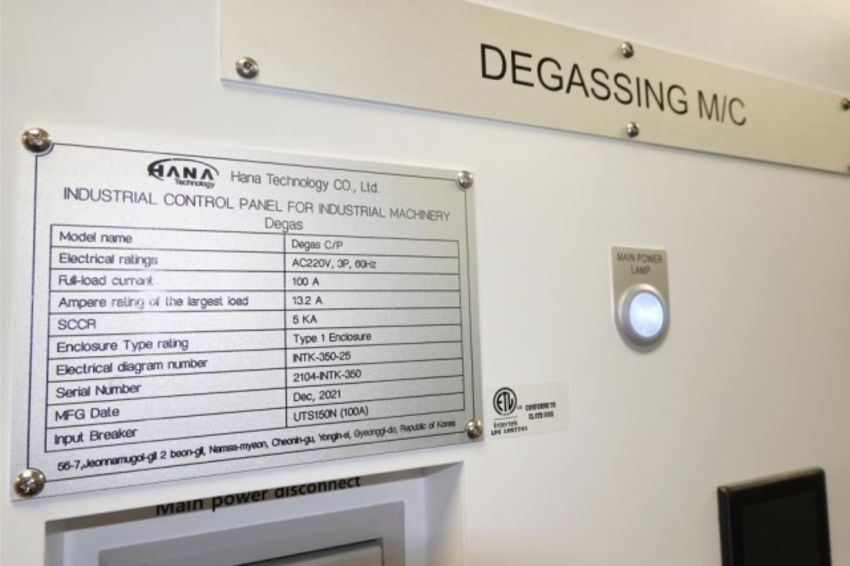 DEGASSING M/C
HANA
Technology
Hana Technology CO., Ltd.
INDUSTRIAL CONTROL PANEL FOR INDUSTRIAL MACHINERY
Degas
Model name Degas C/P
Electrical ratings AC220V, 3P, 60Hz
Full-load current 100 A
Ampere rating of the largest load 13.2 A
SCCR 5 KA
Enclosure Type rating Type 1 Enclosure
Electrical diagram number INTK-350-25
Serial Number 2104-INTK-350
MFG Date Dec, 2021
Input Breaker UTS150N (100A)
56-7,Jeonnamugol-gil 2 beon-gil, Namsa-myeon, Cheoin-gu, Yongin-si, Gyeonggi-do, Republic of Korea
MAIN POWER
LAMP
ETL
CONFORMS TO
Intertek
Main power disconnect